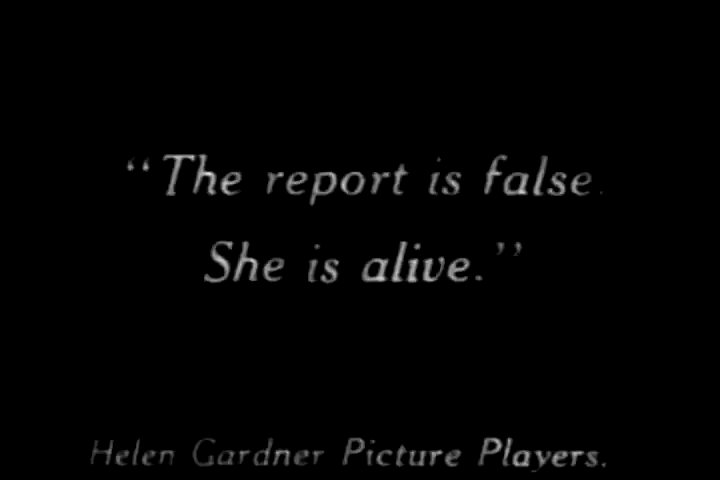 “The report is false.
She is alive.”
Helen Gardner Picture Players.